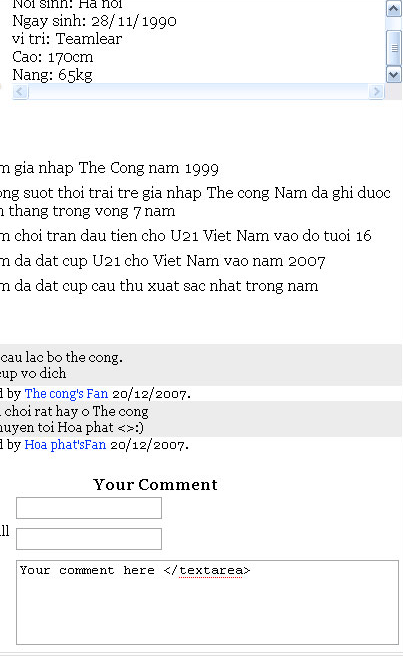 Noi sinh: Ha noi
Ngay sinh: 28/11/1990
vi tri: Teamlear
Cao: 170cm
Nang: 65kg
m gia nhap The Cong nam 1999
ong suot thoi trai tre gia nhap The cong Nam da ghi duoc
n thang trong vong 7 nam
m choi tran dau tien cho U21 Viet Nam vao do tuoi 16
m da dat cup U21 cho Viet Nam vao nam 2007
m da dat cup cau thu xuat sac nhat trong nam
cau lac bo the cong.
cup vo dich
d by The cong's Fan 20/12/2007.
choi rat hay o The cong
huyen toi Hoa phat <>:)
d by Hoa phat'sFan 20/12/2007.
Your Comment
ll
Your comment here </textarea>